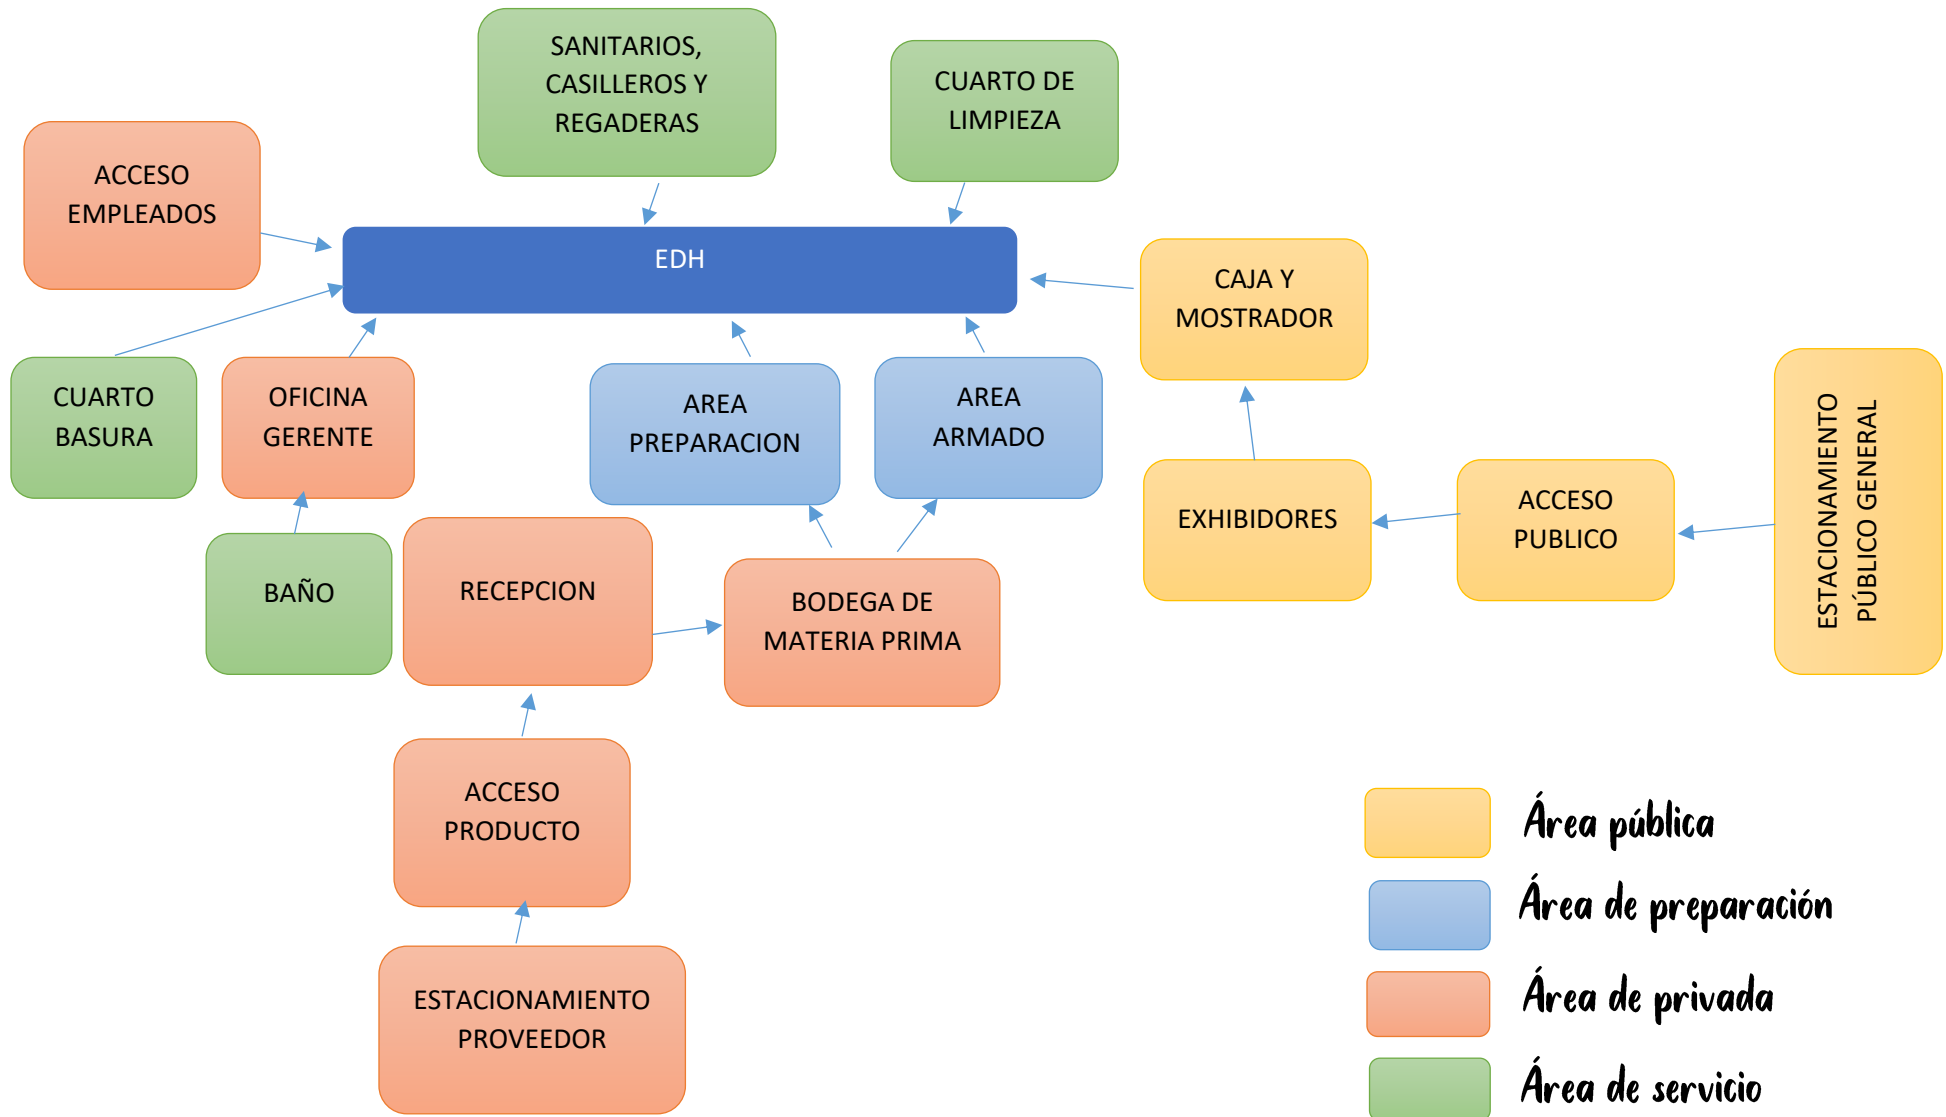 SANITARIOS,
CASILLEROS Y
REGADERAS
CUARTO DE
LIMPIEZA
ACCESO
EMPLEADOS
EDH
CAJA Y
MOSTRADOR
CUARTO
BASURA
OFICINA
GERENTE
AREA
PREPARACION
AREA
ARMADO
ESTACIONAMIENTO
PÚBLICO GENERAL
EXHIBIDORES
ACCESO
PUBLICO
BAÑO
RECEPCION
BODEGA DE
MATERIA PRIMA
ACCESO
PRODUCTO
ESTACIONAMIENTO
PROVEEDOR
Área pública
Área de preparación
Área de privada
Área de servicio